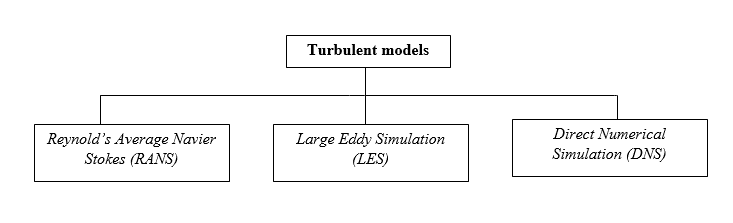 Turbulent models
Reynold’s Average Navier
Stokes (RANS)
Large Eddy Simulation
(LES)
Direct Numerical
Simulation (DNS)